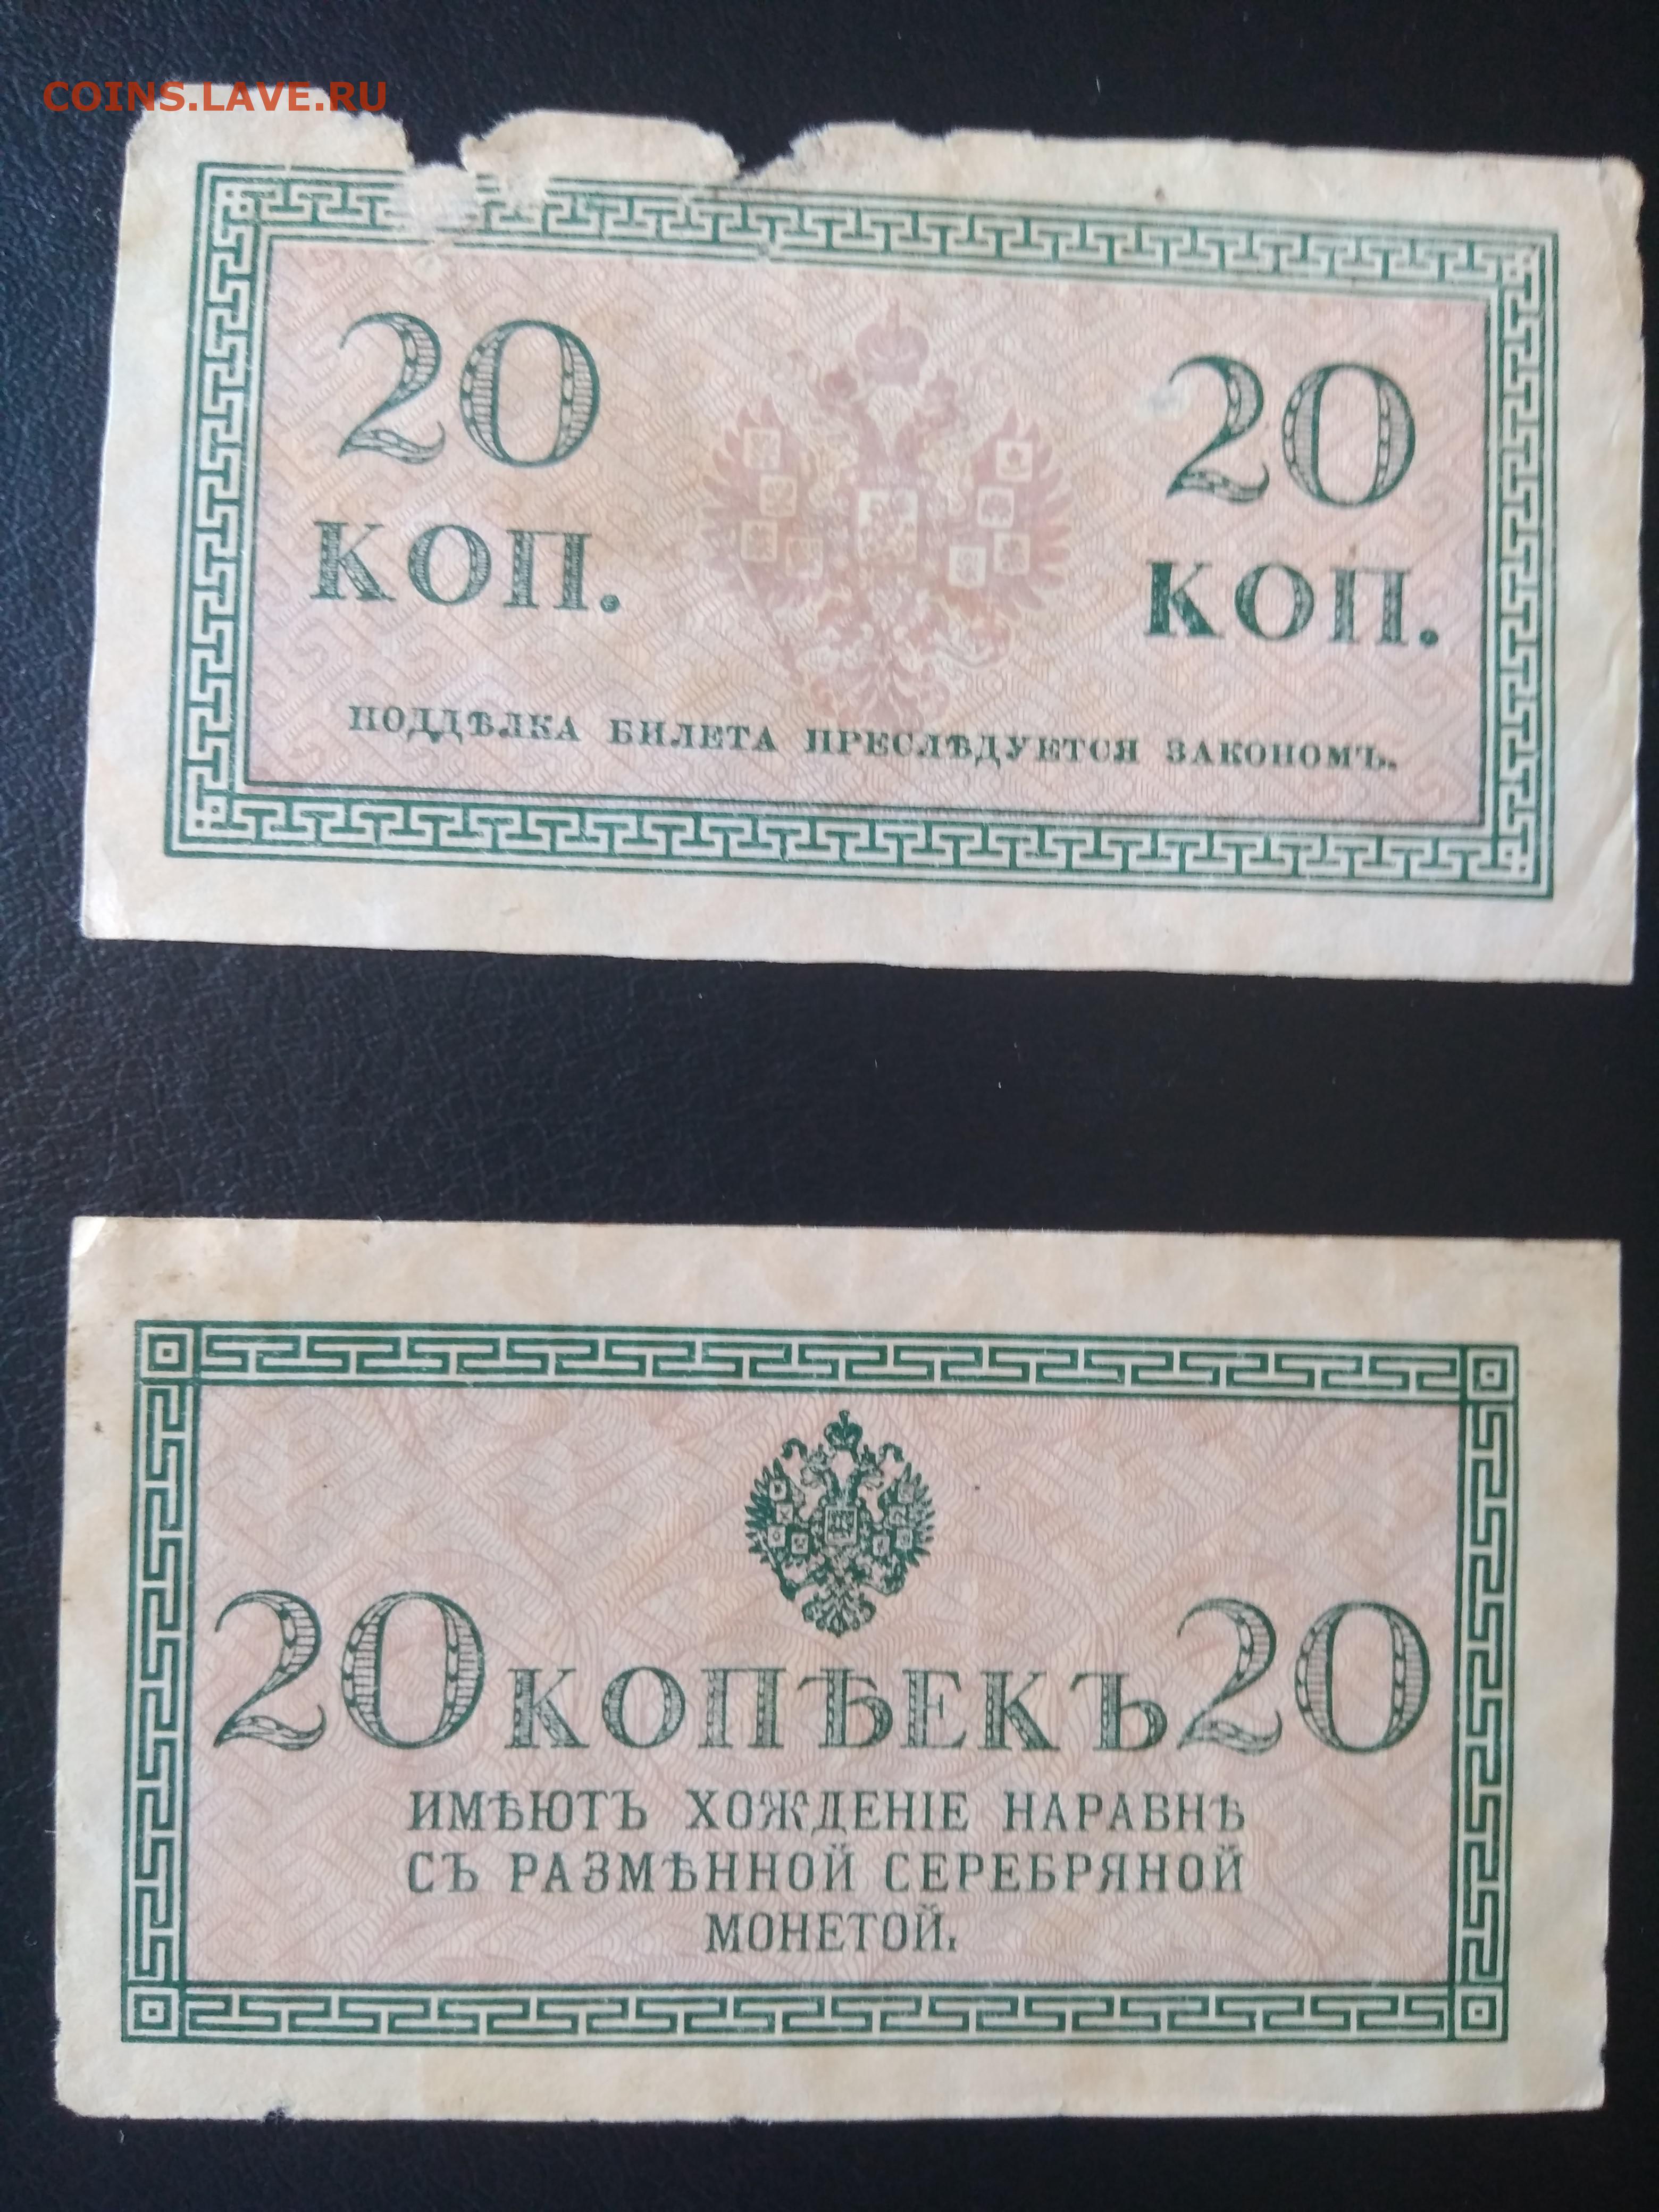 COINS.LAVE.RU
20 20
КОП. КОП.
ПОДДѢЛКА БИЛЕТА ПРЕСЛѢДУЕТСЯ ЗАКОНОМЪ.
20 КОПѢЕКЪ 20
ИМѢЮТЪ ХОЖДЕНІЕ НАРАВНѢ
СЪ РАЗМѢННОЙ СЕРЕБРЯНОЙ
МОНЕТОЙ.